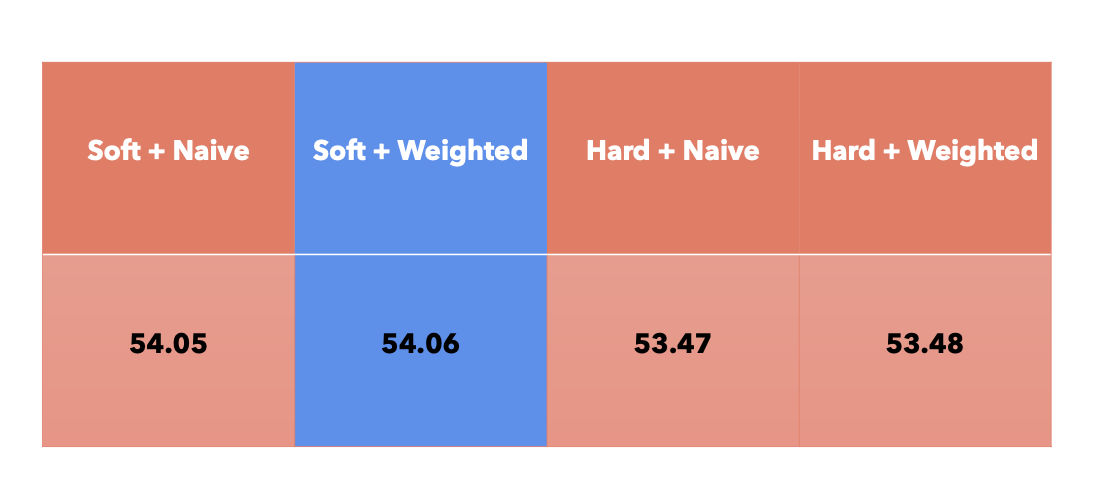 Soft + Naive Soft + Weighted Hard + Naive Hard + Weighted
54.05 54.06 53.47 53.48